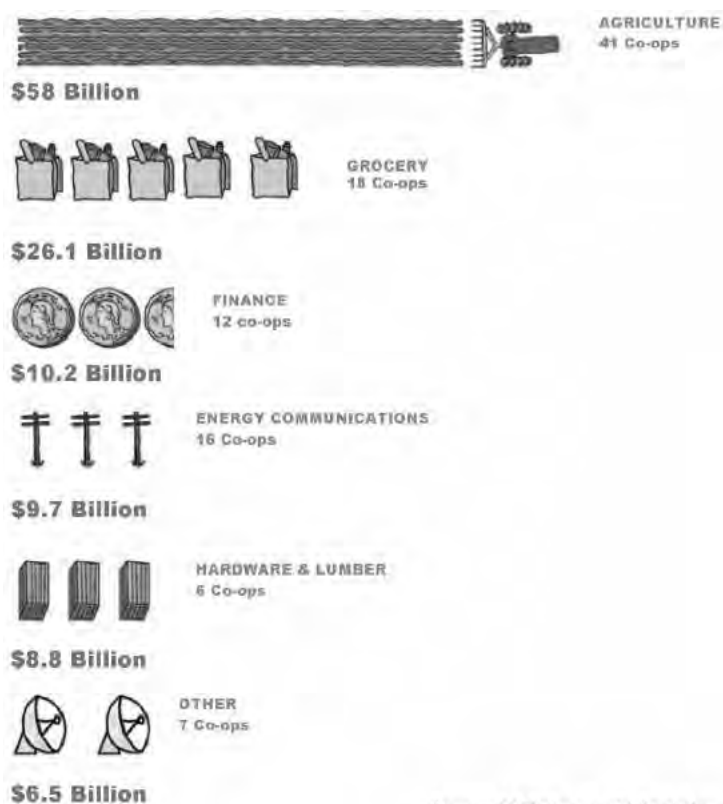 AGRICULTURE
41 Co-ops
$58 Billion
GROCERY
18 Co-ops
$26.1 Billion
FINANCE
12 co-ops
$10.2 Billion
ENERGY COMMUNICATIONS
16 Co-ops
$9.7 Billion
HARDWARE & LUMBER
6 Co-ops
$8.8 Billion
OTHER
7 Co-ops
$6.5 Billion